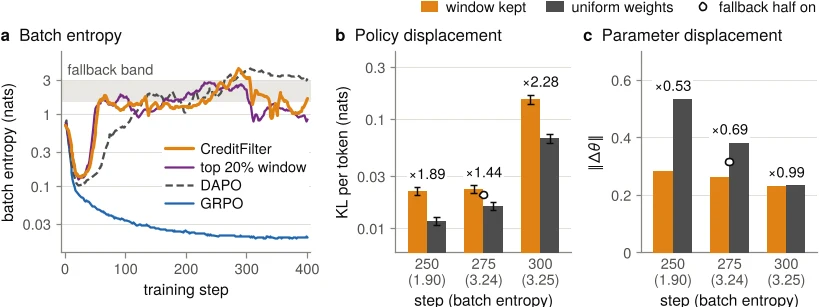 window kept uniform weights fallback half on
a Batch entropy
fallback band
3
1
0.3
0.1
0.03
batch entropy (nats)
CreditFilter
top 20% window
DAPO
GRPO
0 100 200 300 400
training step
b Policy displacement
0.3
0.1
0.03
0.01
KL per token (nats)
×1.89
×1.44
×2.28
250 275 300
(1.90) (3.24) (3.25)
step (batch entropy)
c Parameter displacement
0.6
0.4
0.2
0
‖Δθ‖
×0.53
×0.69
×0.99
250 275 300
(1.90) (3.24) (3.25)
step (batch entropy)